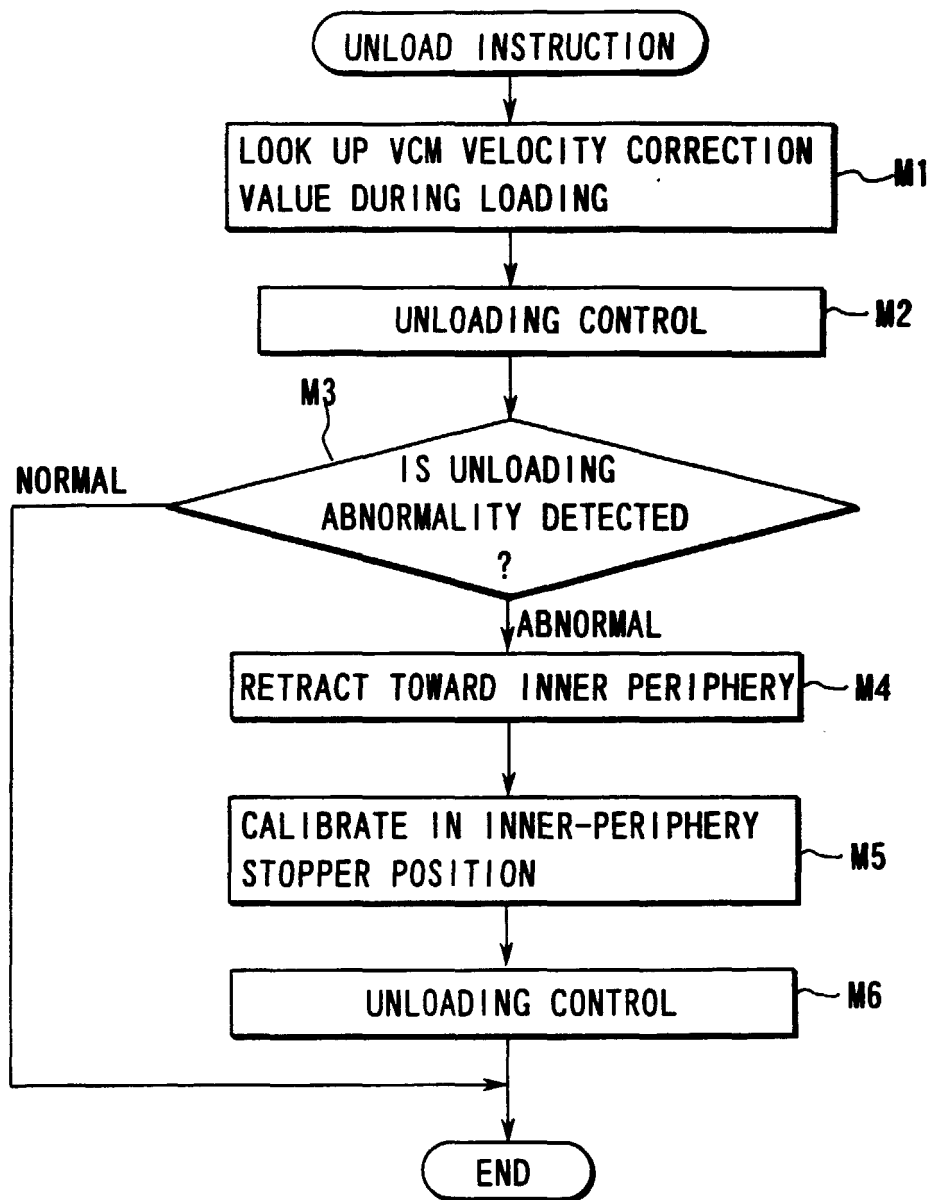 UNLOAD INSTRUCTION
LOOK UP VCM VELOCITY CORRECTION
VALUE DURING LOADING
M1
UNLOADING CONTROL
M2
M3
IS UNLOADING
ABNORMALITY DETECTED
?
NORMAL
ABNORMAL
RETRACT TOWARD INNER PERIPHERY
M4
CALIBRATE IN INNER-PERIPHERY
STOPPER POSITION
M5
UNLOADING CONTROL
M6
END